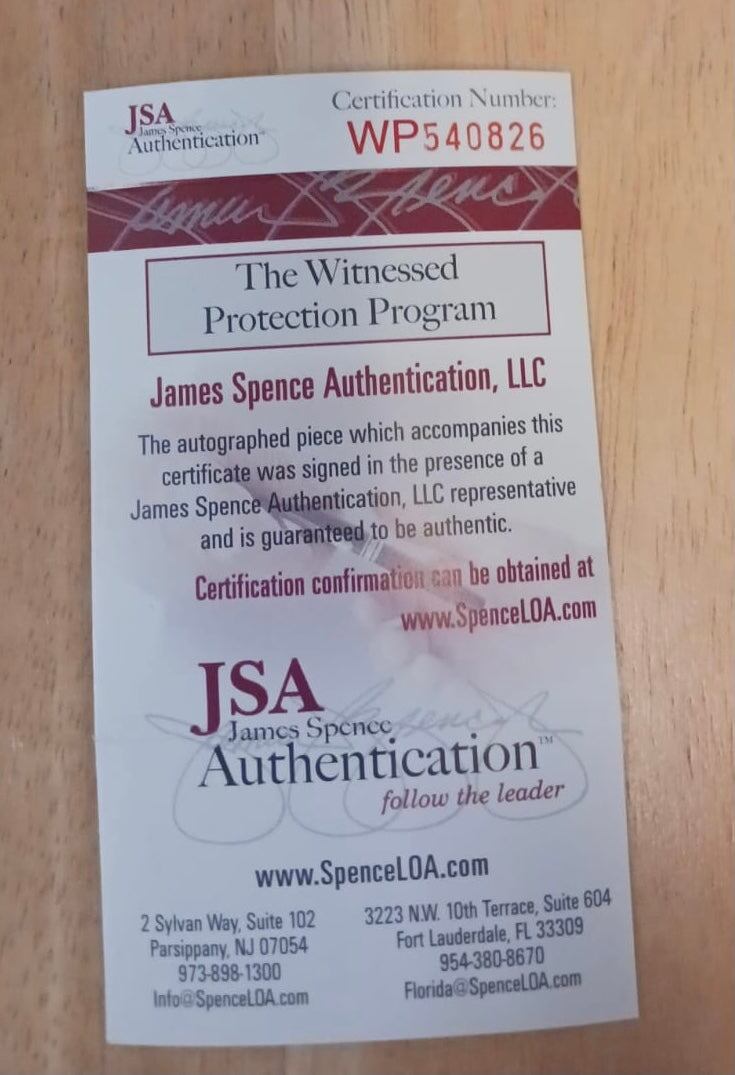 JSA
James Spence
Authentication™
Certification Number:
WP540826
The Witnessed
Protection Program
James Spence Authentication, LLC
The autographed piece which accompanies this
certificate was signed in the presence of a
James Spence Authentication, LLC representative
and is guaranteed to be authentic.
Certification confirmation can be obtained at
www.SpenceLOA.com
JSA
James Spence
Authentication™
follow the leader
www.SpenceLOA.com
2 Sylvan Way, Suite 102
Parsippany, NJ 07054
973-898-1300
Info@SpenceLOA.com
3223 N.W. 10th Terrace, Suite 604
Fort Lauderdale, FL 33309
954-380-8670
Florida@SpenceLOA.com